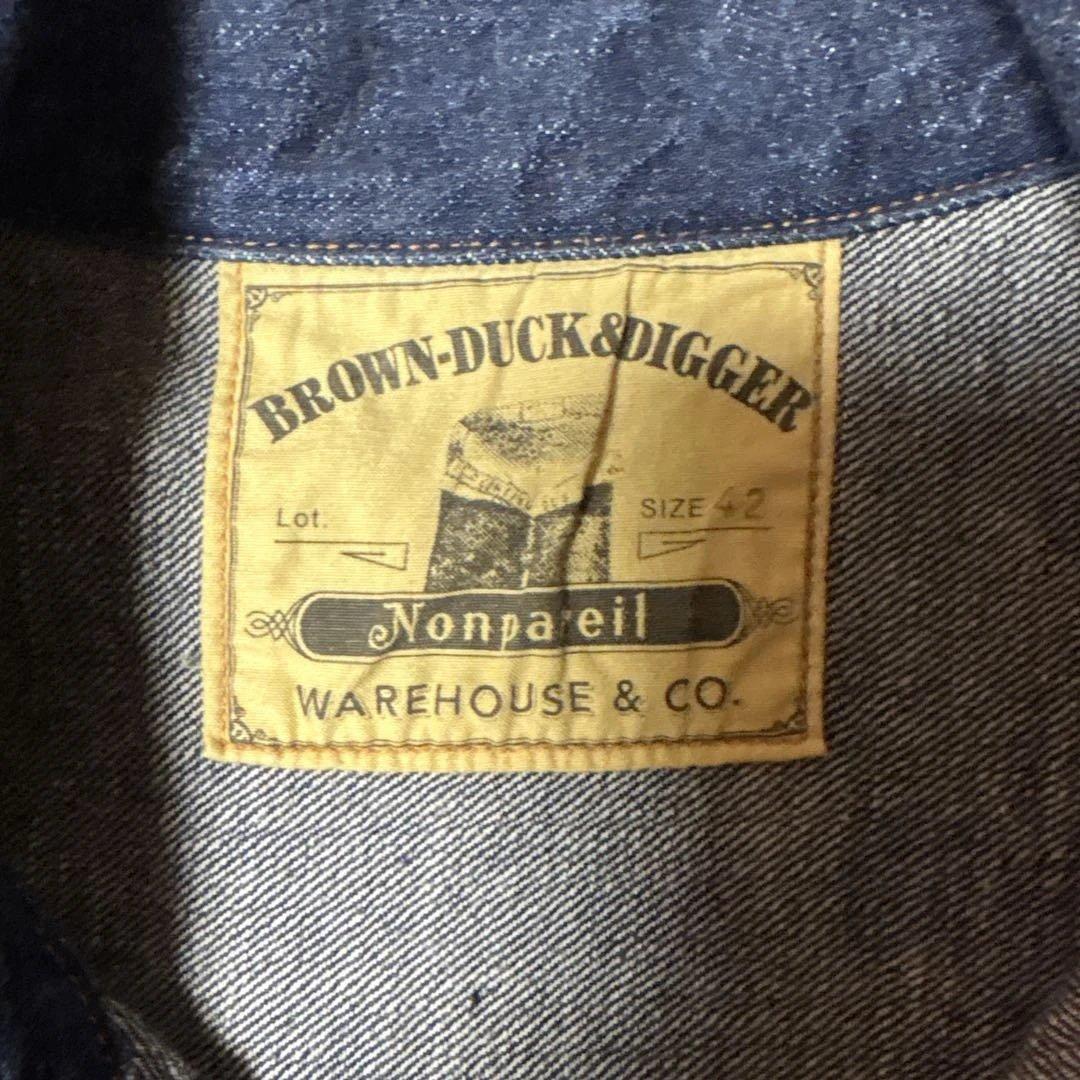 BROWN-DUCK&DIGGER
Lot.
SIZE 42
Nonpareil
WAREHOUSE & CO.